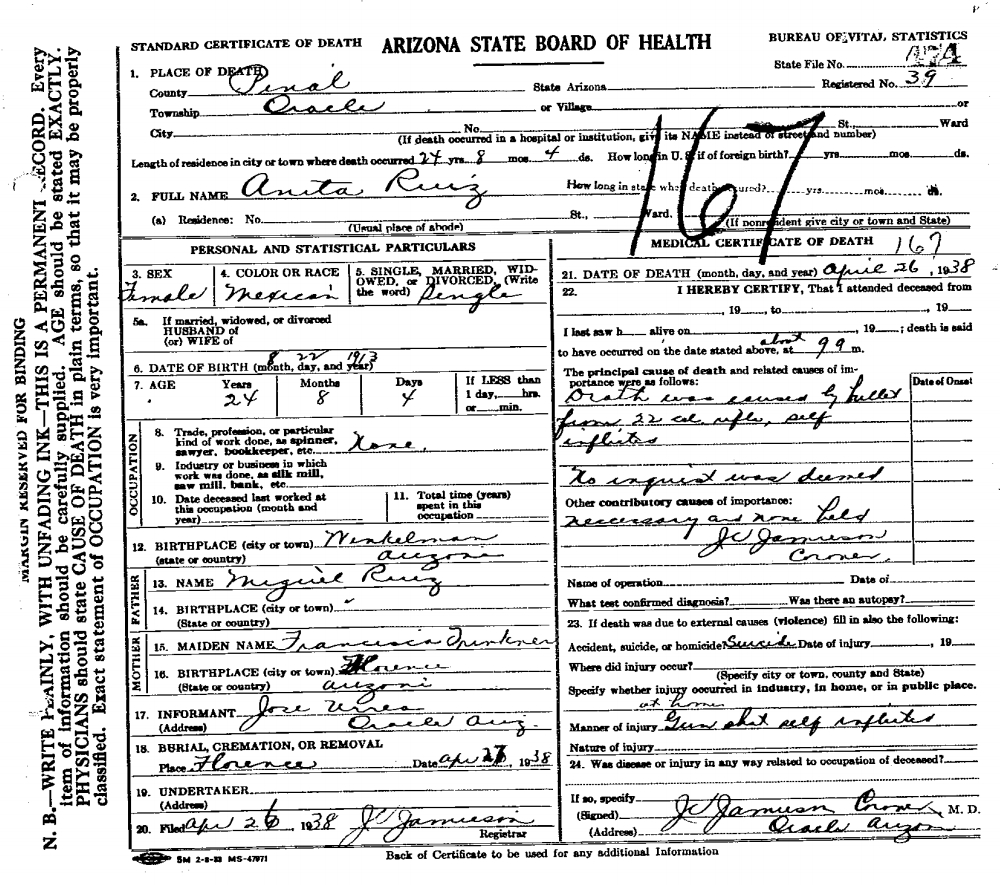 STANDARD CERTIFICATE OF DEATH ARIZONA STATE BOARD OF HEALTH BUREAU OF VITAL STATISTICS
State File No.
1. PLACE OF DEATH
County Pinal State Arizona Registered No. 39
Township Oracle or Village or
City No. St., Ward
(If death occurred in a hospital or institution, give its NAME instead of street and number)
Length of residence in city or town where death occurred 24 yrs. 8 mos. 4 ds. How long in U. S. if of foreign birth? yrs. mos. ds.
167
2. FULL NAME Anita Ruiz How long in state when death occured? yrs. mos. ds.
(a) Residence: No. St., Ward.
(Usual place of abode) (If nonresident give city or town and State)
PERSONAL AND STATISTICAL PARTICULARS
3. SEX Female
4. COLOR OR RACE Mexican
5. SINGLE, MARRIED, WIDOWED, or DIVORCED, (Write the word) Single
5a. If married, widowed, or divorced
HUSBAND of
(or) WIFE of
6. DATE OF BIRTH (month, day, and year) 8 22 1913
7. AGE Years Months Days If LESS than
24 8 4 1 day, hrs.
or min.
OCCUPATION
8. Trade, profession, or particular
kind of work done, as spinner,
sawyer, bookkeeper, etc. None.
9. Industry or business in which
work was done, as silk mill,
saw mill, bank, etc.
10. Date deceased last worked at
this occupation (month and
year)
11. Total time (years)
spent in this
occupation
12. BIRTHPLACE (city or town) Winkelman
(state or country) Arizona
FATHER
13. NAME Miguiel Ruiz
14. BIRTHPLACE (city or town)
(State or country)
MOTHER
15. MAIDEN NAME Francisca
16. BIRTHPLACE (city or town) Florence
(State or country) Arizoni
17. INFORMANT Jose Urrea
(Address) Oracle Ariz.
18. BURIAL, CREMATION, OR REMOVAL
Place Florence Date Apr 27, 1938
19. UNDERTAKER
(Address)
20. Filed Apr 26, 1938 JC Jamieson
Registrar
MEDICAL CERTIFICATE OF DEATH 167
21. DATE OF DEATH (month, day, and year) April 26, 1938
22. I HEREBY CERTIFY, That I attended deceased from
, 19 , to , 19
I last saw h alive on , 19 ; death is said
about
to have occurred on the date stated above, at 99 m.
The principal cause of death and related causes of im-
portance were as follows: Date of Onset
Death was caused by bullet
from 22 cal rifle, self
inflicted
No inquist was deemed
Other contributory causes of importance:
necessary and none held
JC Jamieson
Croner.
Name of operation Date of
What test confirmed diagnosis? Was there an autopsy?
23. If death was due to external causes (violence) fill in also the following:
Accident, suicide, or homicide? Suicide Date of injury , 19
Where did injury occur?
(Specify city or town, county and State)
Specify whether injury occurred in industry, in home, or in public place.
at home
Manner of injury Gun shot self inflicted
Nature of injury
24. Was disease or injury in any way related to occupation of deceased?
If so, specify
(Signed) JC Jamieson Croner, M. D.
(Address) Oracle Arizona
5M 2-8-33 MS-47971 Back of Certificate to be used for any additional Information
MARGIN RESERVED FOR BINDING
N. B.—WRITE PLAINLY, WITH UNFADING INK—THIS IS A PERMANENT RECORD. Every
item of information should be carefully supplied. AGE should be stated EXACTLY.
PHYSICIANS should state CAUSE OF DEATH in plain terms, so that it may be properly
classified. Exact statement of OCCUPATION is very important.